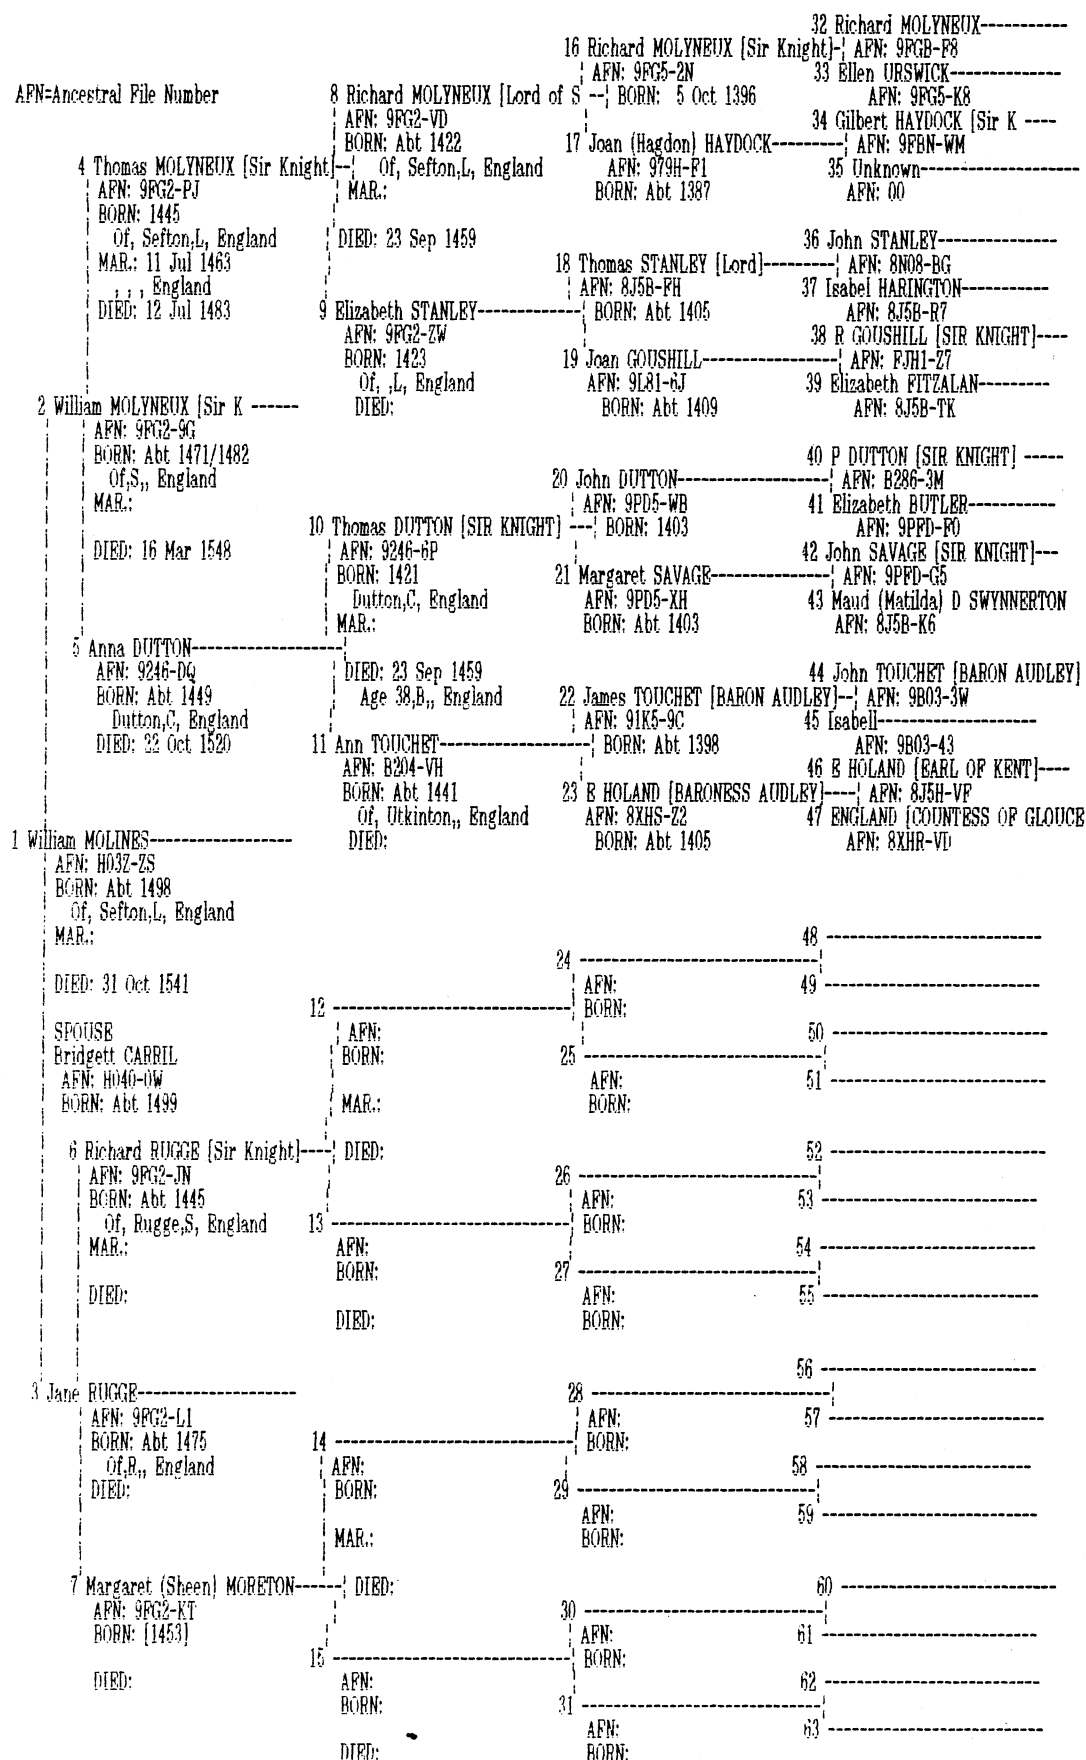 32 Richard MOLYNEUX-----------
16 Richard MOLYNEUX [Sir Knight]-| AFN: 9FGB-F8
| AFN: 9FG5-2N 33 Ellen URSWICK--------------
AFN=Ancestral File Number 8 Richard MOLYNEUX [Lord of S --| BORN: 5 Oct 1396 AFN: 9FG5-K8
| AFN: 9FG2-VD 34 Gilbert HAYDOCK [Sir K ----
BORN: Abt 1422 17 Joan (Hagdon) HAYDOCK--------| AFN: 9FBN-WM
4 Thomas MOLYNEUX [Sir Knight]--| Of, Sefton,L, England AFN: 979H-F1 35 Unknown--------------------
| AFN: 9FG2-PJ | MAR.: BORN: Abt 1387 AFN: 00
BORN: 1445
Of, Sefton,L, England DIED: 23 Sep 1459 36 John STANLEY---------------
MAR.: 11 Jul 1463 18 Thomas STANLEY [Lord]---------| AFN: 8N08-BG
, , , England | AFN: 8J5B-FH 37 Isabel HARINGTON-----------
DIED: 12 Jul 1483 9 Elizabeth STANLEY-------------| BORN: Abt 1405 AFN: 8J5B-R7
AFN: 9FG2-ZW 38 R GOUSHILL [SIR KNIGHT]----
BORN: 1423 19 Joan GOUSHILL-----------------| AFN: FJH1-Z7
Of, ,L, England AFN: 9L81-6J 39 Elizabeth FITZALAN---------
2 William MOLYNEUX [Sir K ------ DIED: BORN: Abt 1409 AFN: 8J5B-TK
| AFN: 9FG2-9G
BORN: Abt 1471/1482 40 P DUTTON [SIR KNIGHT] -----
Of,S,, England 20 John DUTTON-------------------| AFN: B286-3M
MAR.: | AFN: 9PD5-WB 41 Elizabeth BUTLER-----------
10 Thomas DUTTON [SIR KNIGHT] ---| BORN: 1403 AFN: 9PFD-F0
DIED: 16 Mar 1548 | AFN: 9246-6P 42 John SAVAGE [SIR KNIGHT]---
BORN: 1421 21 Margaret SAVAGE---------------| AFN: 9PFD-G5
Dutton,C, England AFN: 9PD5-XH 43 Maud (Matilda) D SWYNNERTON
MAR.: BORN: Abt 1403 AFN: 8J5B-K6
5 Anna DUTTON-------------------
AFN: 9246-DQ | DIED: 23 Sep 1459 44 John TOUCHET [BARON AUDLEY]
BORN: Abt 1449 Age 38,B,, England 22 James TOUCHET [BARON AUDLEY]--| AFN: 9B03-3W
Dutton,C, England | AFN: 91K5-9C 45 Isabell--------------------
DIED: 22 Oct 1520 11 Ann TOUCHET-------------------| BORN: Abt 1398 AFN: 9B03-43
AFN: B204-VH 46 E HOLAND [EARL OF KENT]----
BORN: Abt 1441 23 E HOLAND [BARONESS AUDLEY]----| AFN: 8J5H-VF
Of, Utkinton,, England AFN: 8XHS-Z2 47 ENGLAND [COUNTESS OF GLOUCE
1 William MOLINES------------------ DIED: BORN: Abt 1405 AFN: 8XHR-VD
| AFN: H03Z-ZS
BORN: Abt 1498
Of, Sefton,L, England
MAR.: 48 ---------------------------
24 ------------------------------|
DIED: 31 Oct 1541 | AFN: 49 ---------------------------
12 ------------------------------| BORN:
SPOUSE | AFN: 50 ---------------------------
Bridgett CARRIL BORN: 25 ------------------------------|
AFN: H040-0W AFN: 51 ---------------------------
BORN: Abt 1499 MAR.: BORN:
6 Richard RUGGE [Sir Knight]----| DIED: 52 ---------------------------
| AFN: 9FG2-JN 26 ------------------------------|
BORN: Abt 1445 | AFN: 53 ---------------------------
Of, Rugge,S, England 13 ------------------------------| BORN:
MAR.: AFN: 54 ---------------------------
BORN: 27 ------------------------------|
DIED: AFN: 55 ---------------------------
DIED: BORN:
56 ---------------------------
3 Jane RUGGE-------------------- 28 ------------------------------|
AFN: 9FG2-L1 | AFN: 57 ---------------------------
BORN: Abt 1475 14 ------------------------------| BORN:
Of,R,, England | AFN: 58 ---------------------------
DIED: BORN: 29 ------------------------------|
AFN: 59 ---------------------------
MAR.: BORN:
7 Margaret (Sheen) MORETON------| DIED: 60 ---------------------------
AFN: 9FG2-KT 30 ------------------------------|
BORN: [1453] | AFN: 61 ---------------------------
15 ------------------------------| BORN:
DIED: AFN: 62 ---------------------------
BORN: 31 ------------------------------|
AFN: 63 ---------------------------
DIED: BORN: